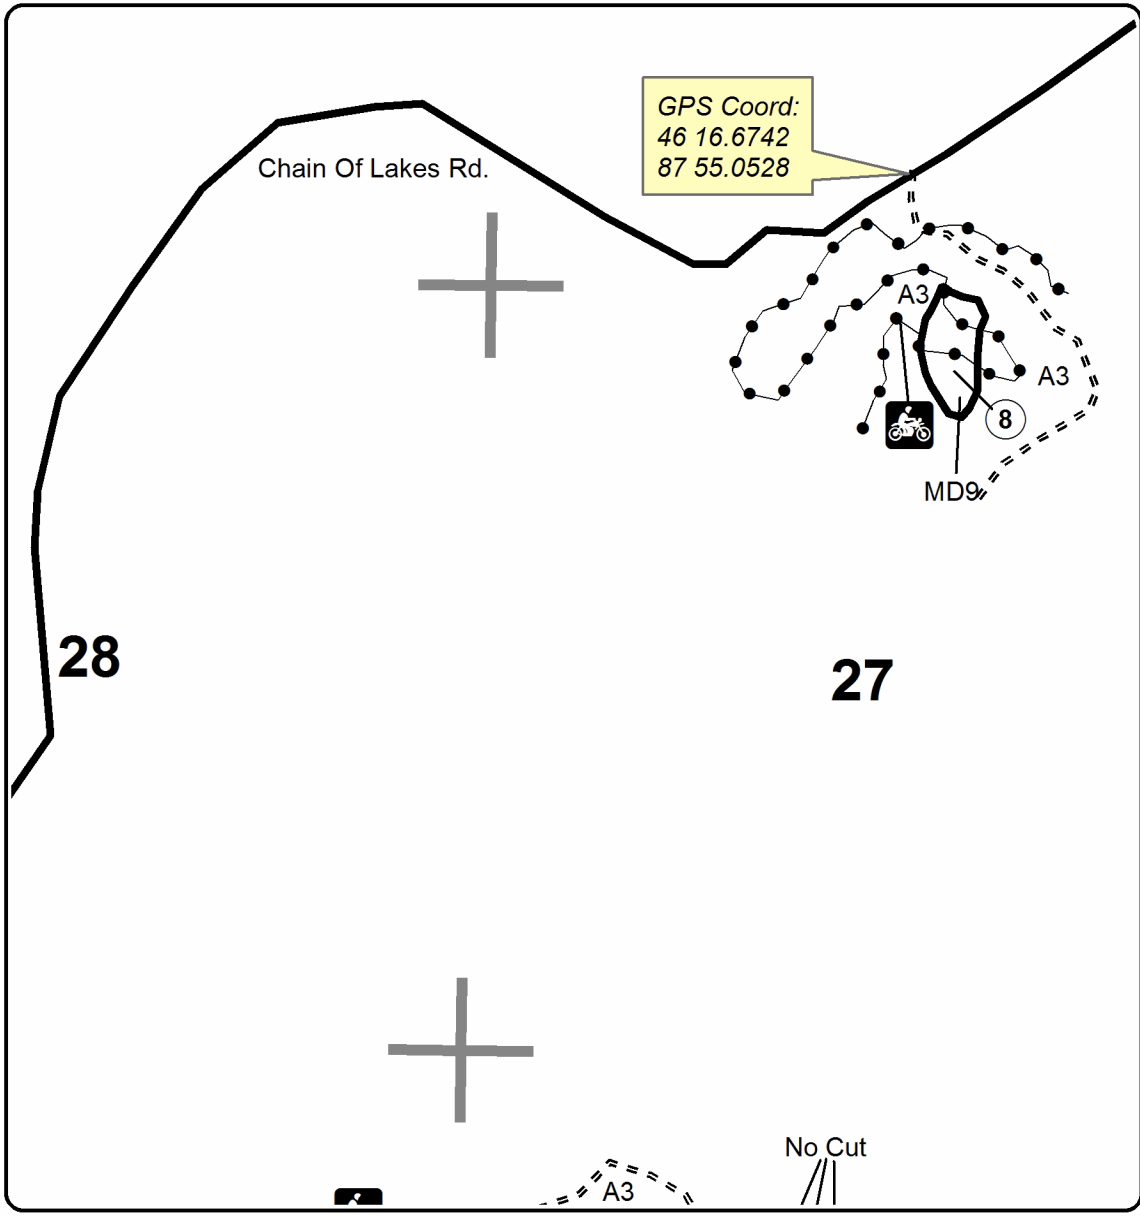 GPS Coord:
46 16.6742
87 55.0528
Chain Of Lakes Rd.
A3
A3
8
MD9
28
27
No Cut
A3